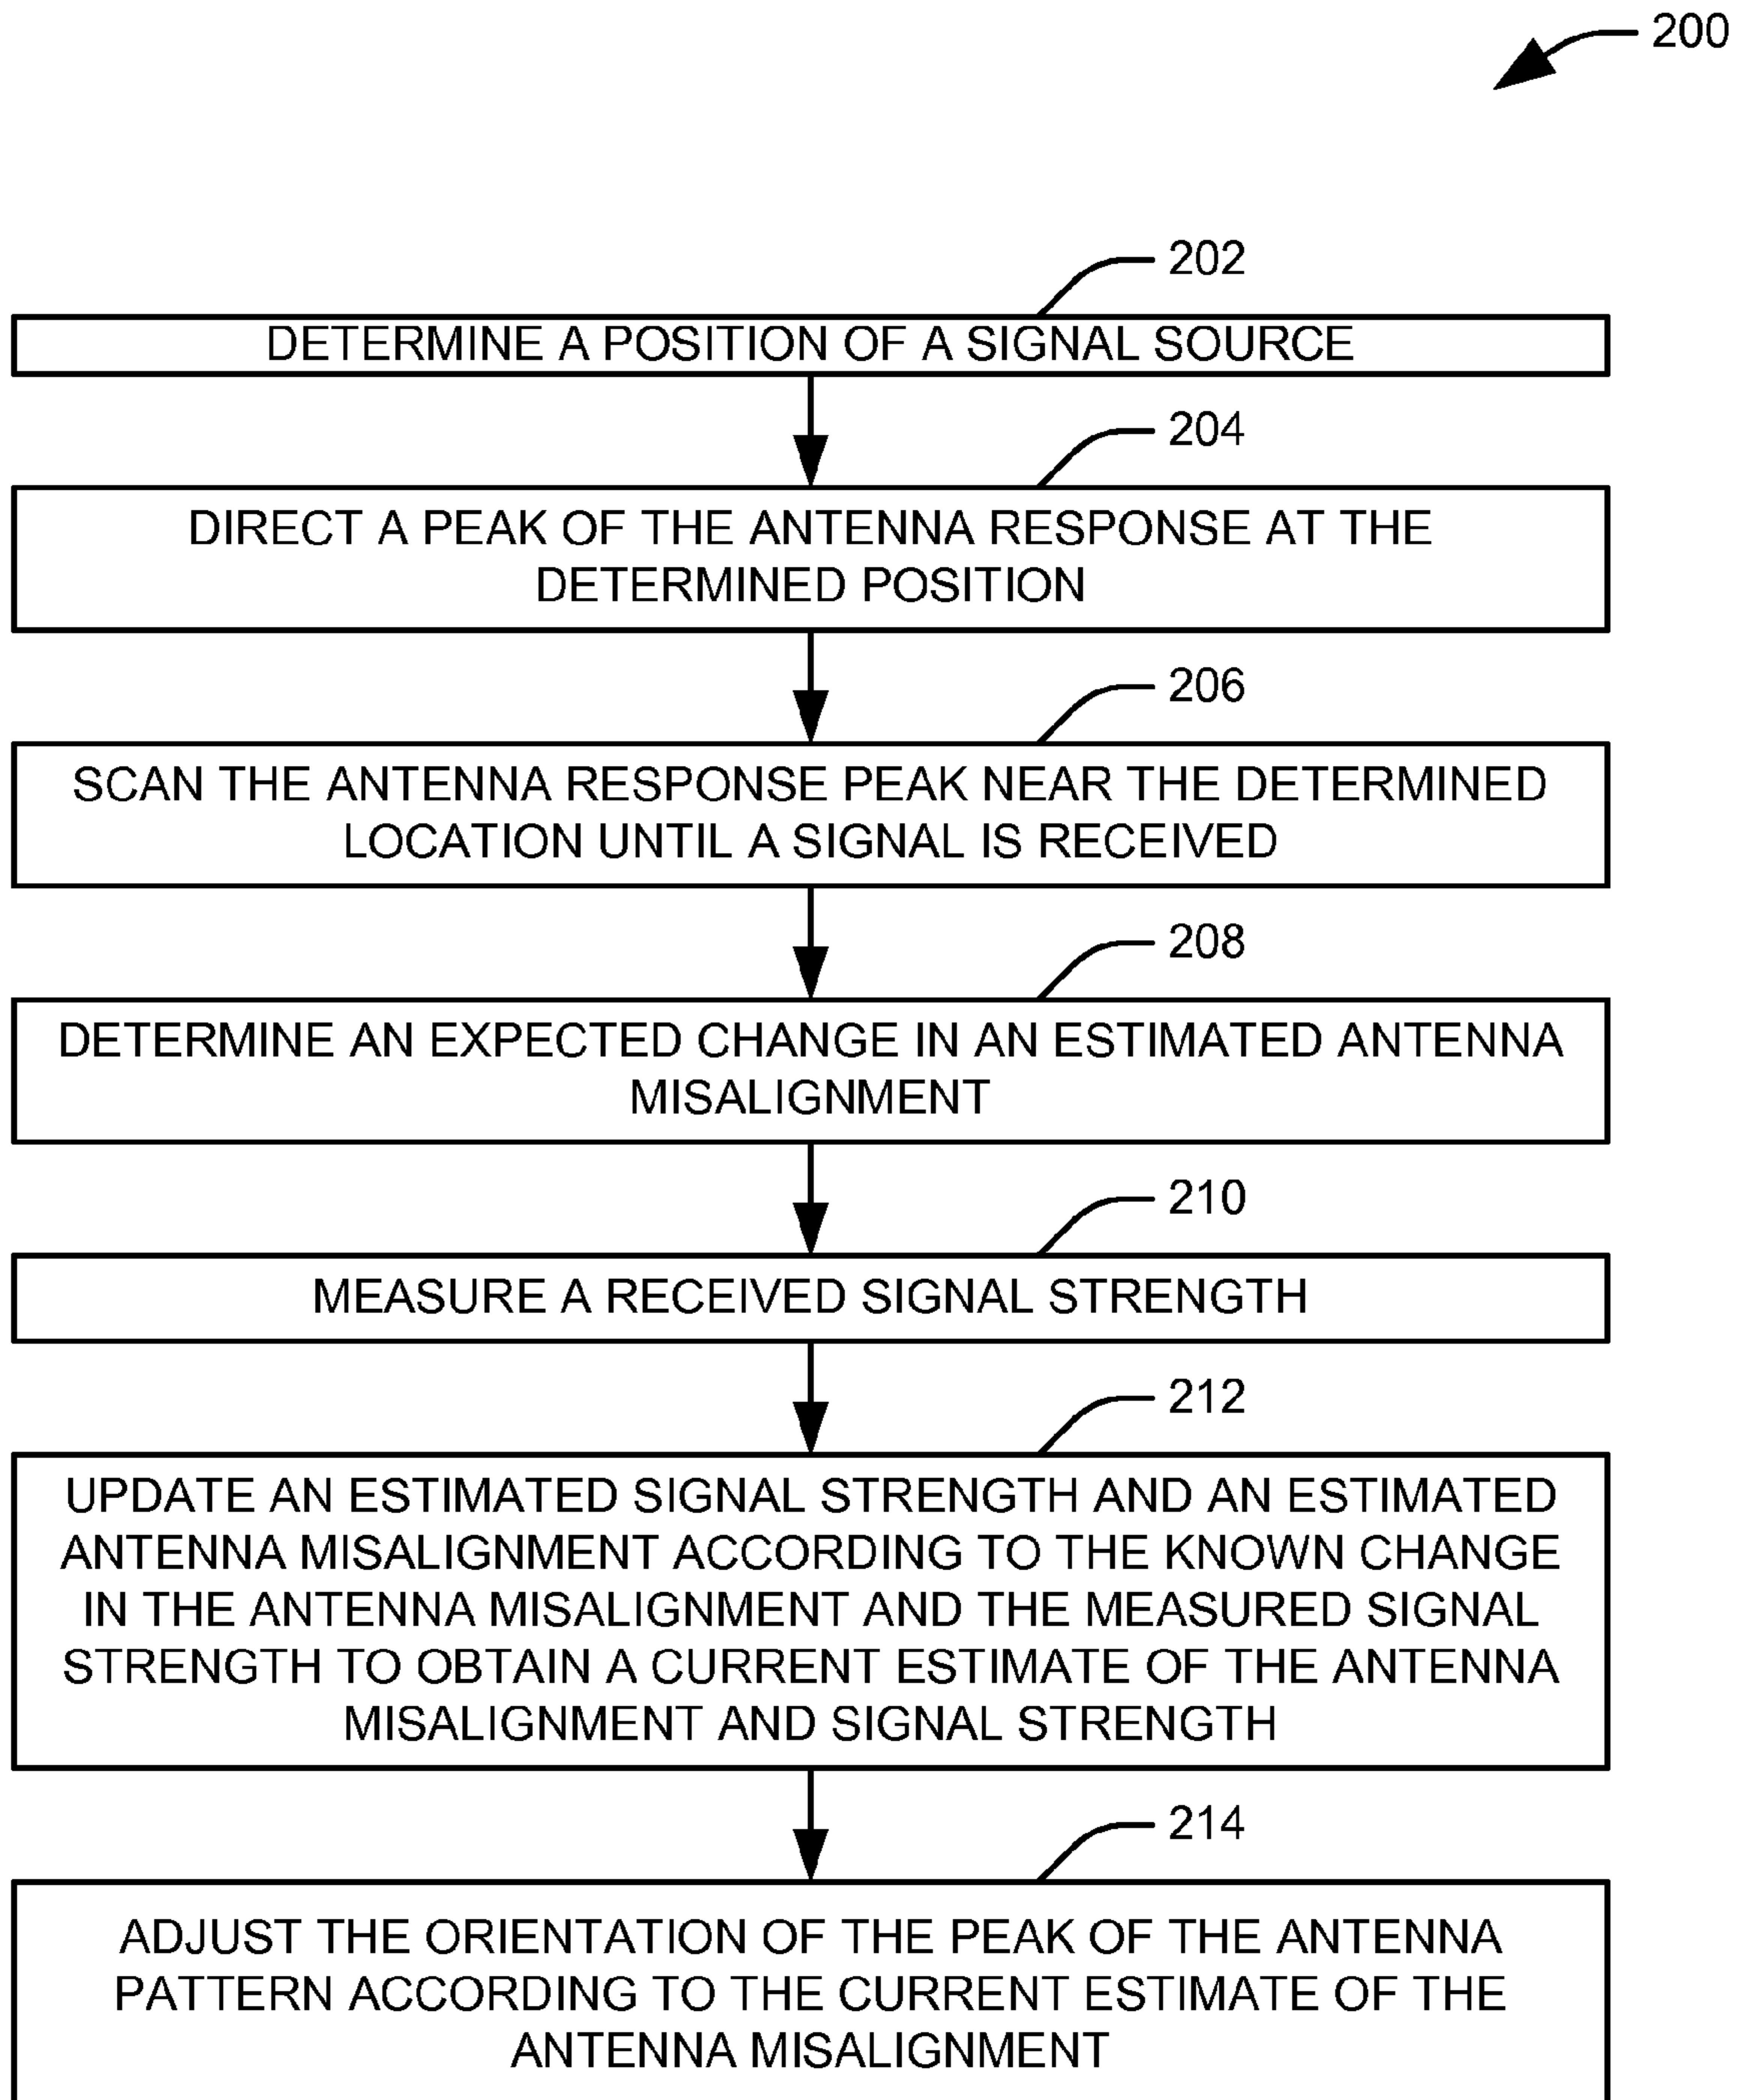 200
202
DETERMINE A POSITION OF A SIGNAL SOURCE
204
DIRECT A PEAK OF THE ANTENNA RESPONSE AT THE
DETERMINED POSITION
206
SCAN THE ANTENNA RESPONSE PEAK NEAR THE DETERMINED
LOCATION UNTIL A SIGNAL IS RECEIVED
208
DETERMINE AN EXPECTED CHANGE IN AN ESTIMATED ANTENNA
MISALIGNMENT
210
MEASURE A RECEIVED SIGNAL STRENGTH
212
UPDATE AN ESTIMATED SIGNAL STRENGTH AND AN ESTIMATED
ANTENNA MISALIGNMENT ACCORDING TO THE KNOWN CHANGE
IN THE ANTENNA MISALIGNMENT AND THE MEASURED SIGNAL
STRENGTH TO OBTAIN A CURRENT ESTIMATE OF THE ANTENNA
MISALIGNMENT AND SIGNAL STRENGTH
214
ADJUST THE ORIENTATION OF THE PEAK OF THE ANTENNA
PATTERN ACCORDING TO THE CURRENT ESTIMATE OF THE
ANTENNA MISALIGNMENT